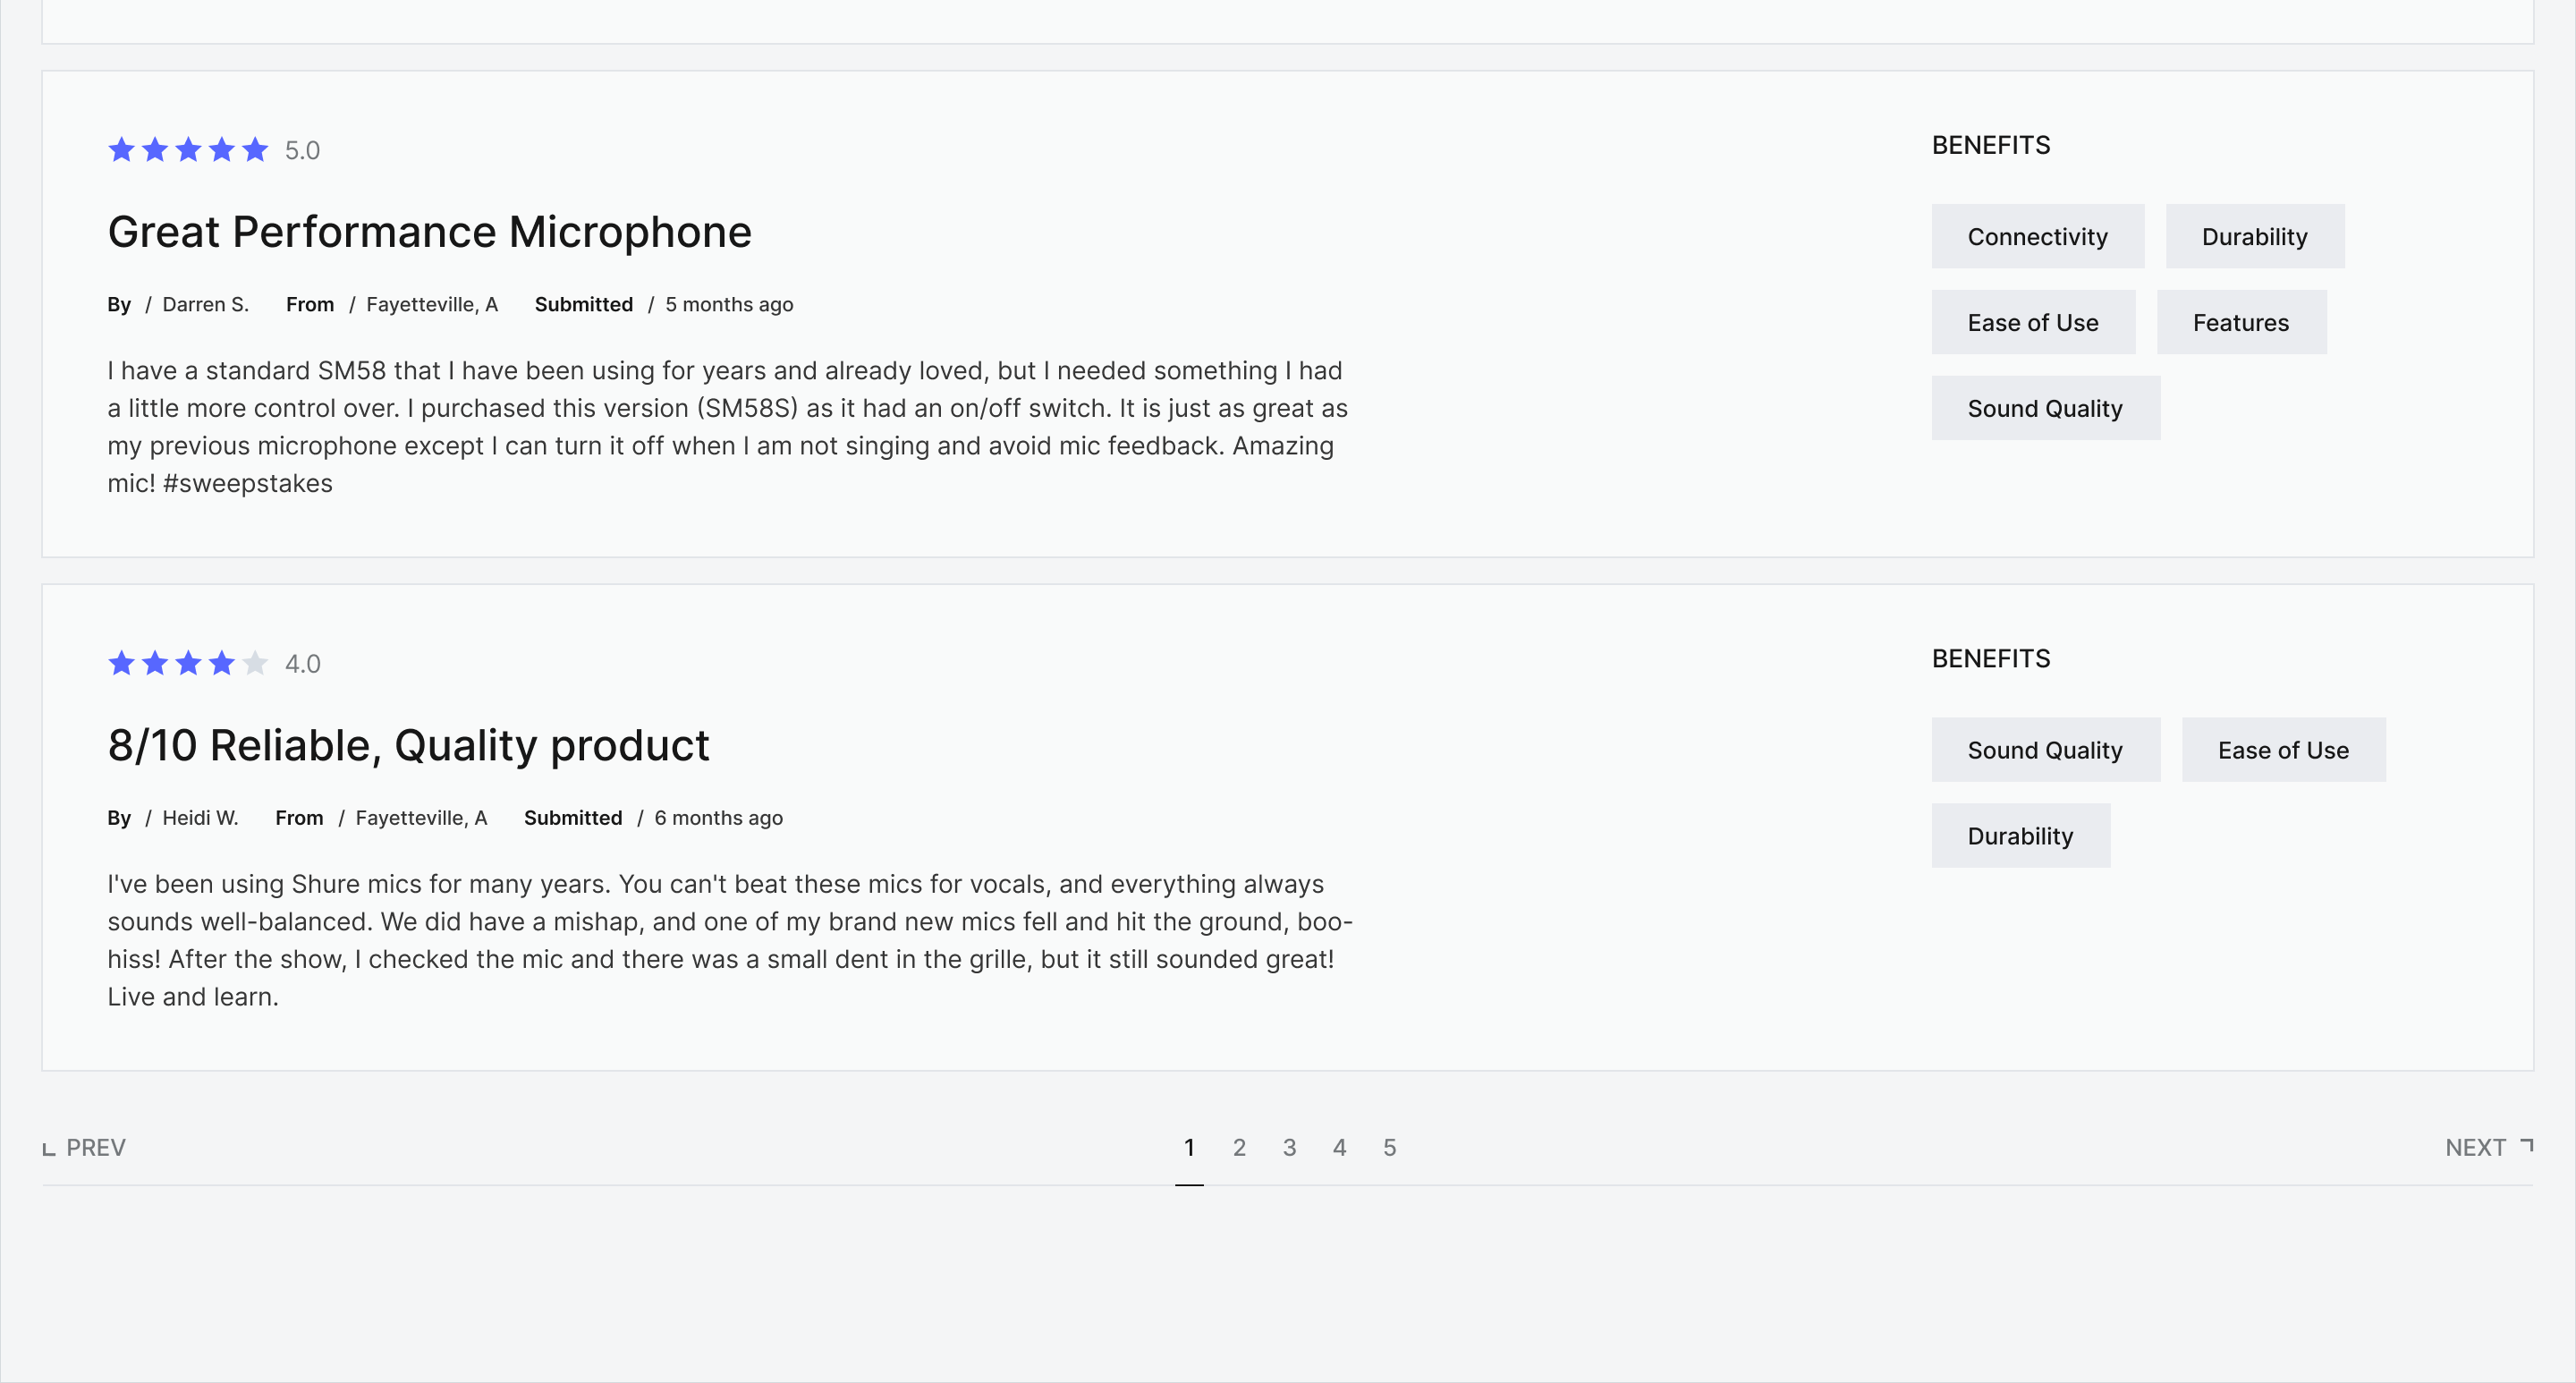 5.0
Great Performance Microphone
By / Darren S. From / Fayetteville, A Submitted / 5 months ago
I have a standard SM58 that I have been using for years and already loved, but I needed something I had
a little more control over. I purchased this version (SM58S) as it had an on/off switch. It is just as great as
my previous microphone except I can turn it off when I am not singing and avoid mic feedback. Amazing
mic! #sweepstakes
BENEFITS
Connectivity Durability
Ease of Use Features
Sound Quality
4.0
8/10 Reliable, Quality product
By / Heidi W. From / Fayetteville, A Submitted / 6 months ago
I've been using Shure mics for many years. You can't beat these mics for vocals, and everything always
sounds well-balanced. We did have a mishap, and one of my brand new mics fell and hit the ground, boo-
hiss! After the show, I checked the mic and there was a small dent in the grille, but it still sounded great!
Live and learn.
BENEFITS
Sound Quality Ease of Use
Durability
PREV 1 2 3 4 5 NEXT